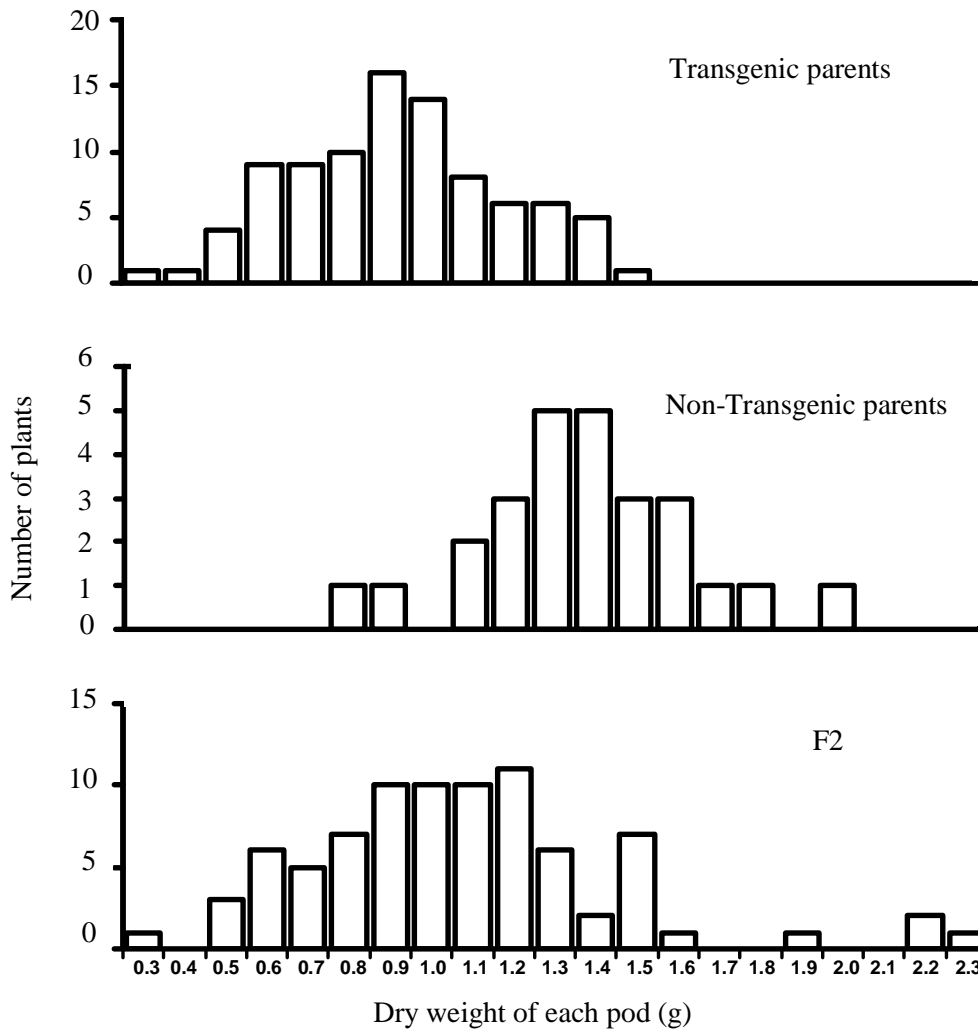 20
Transgenic parents
15
10
5
0
6
Non-Transgenic parents
5
4
3
2
1
0
Number of plants
15
F2
10
5
0
0.3 0.4 0.5 0.6 0.7 0.8 0.9 1.0 1.1 1.2 1.3 1.4 1.5 1.6 1.7 1.8 1.9 2.0 2.1 2.2 2.3
Dry weight of each pod (g)